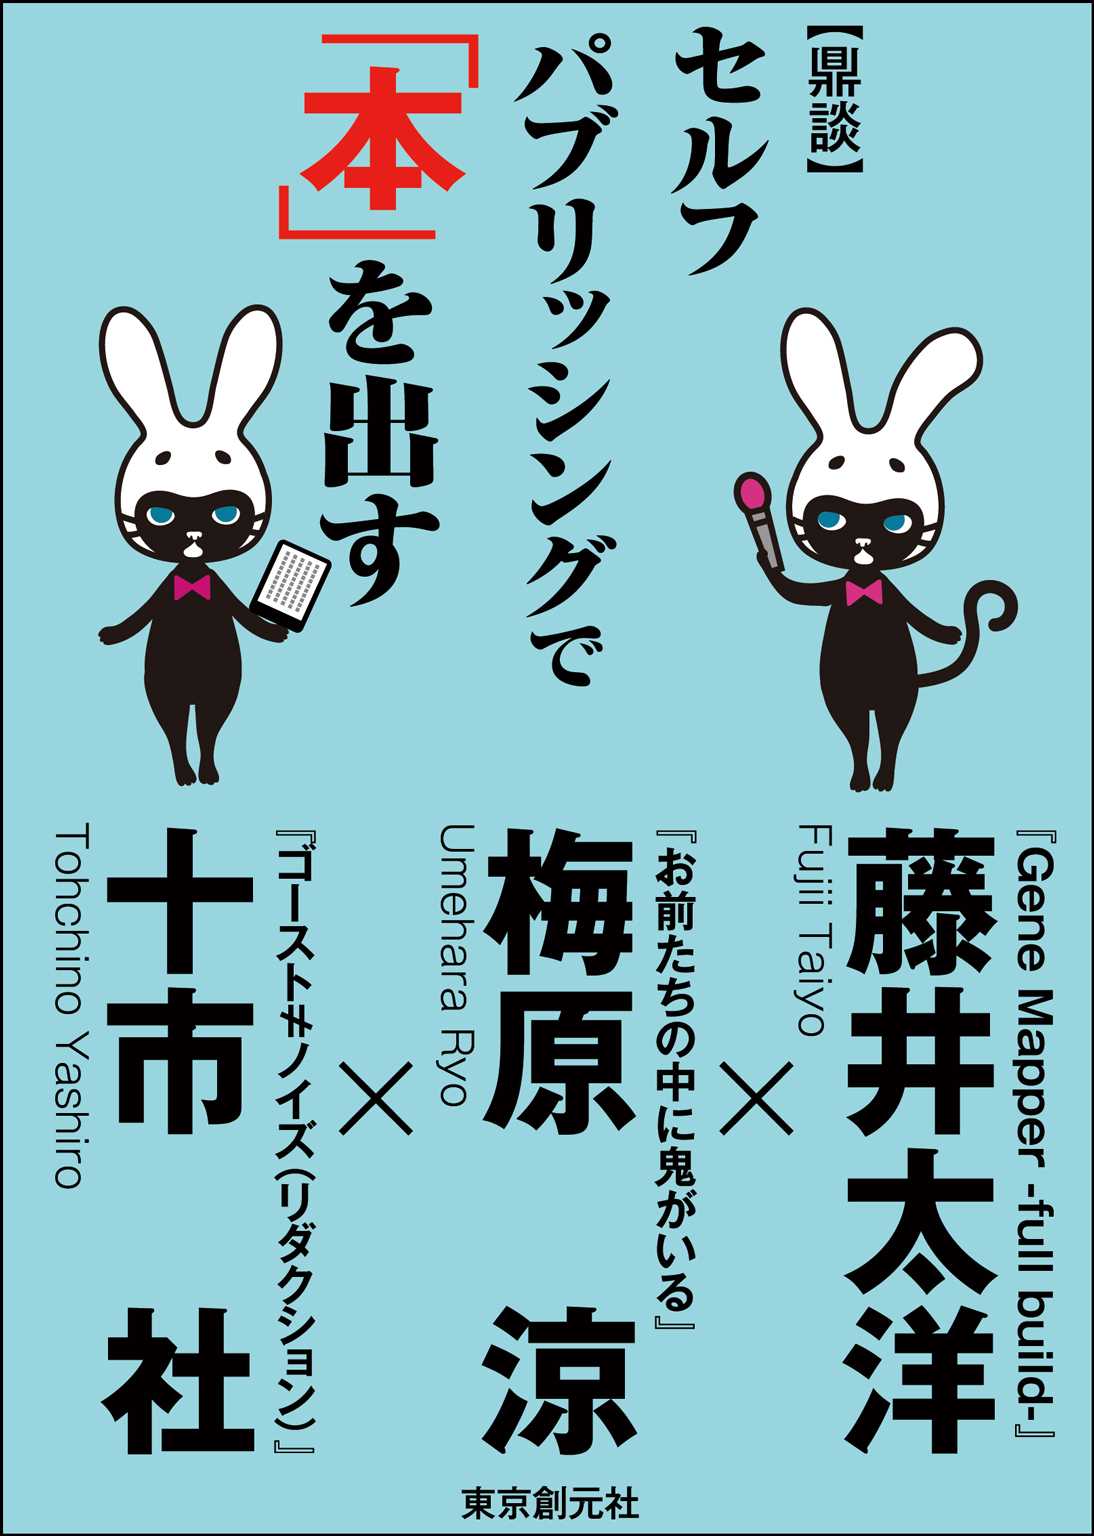 【鼎談】
セルフ
パブリッシングで
「本」を出す
『Gene Mapper -full build-』
藤井太洋
Fujii Taiyo
×
『お前たちの中に鬼がいる』
梅原 涼
Umehara Ryo
×
『ゴースト≠ノイズ(リダクション)』
十市 社
Tohchino Yashiro
東京創元社